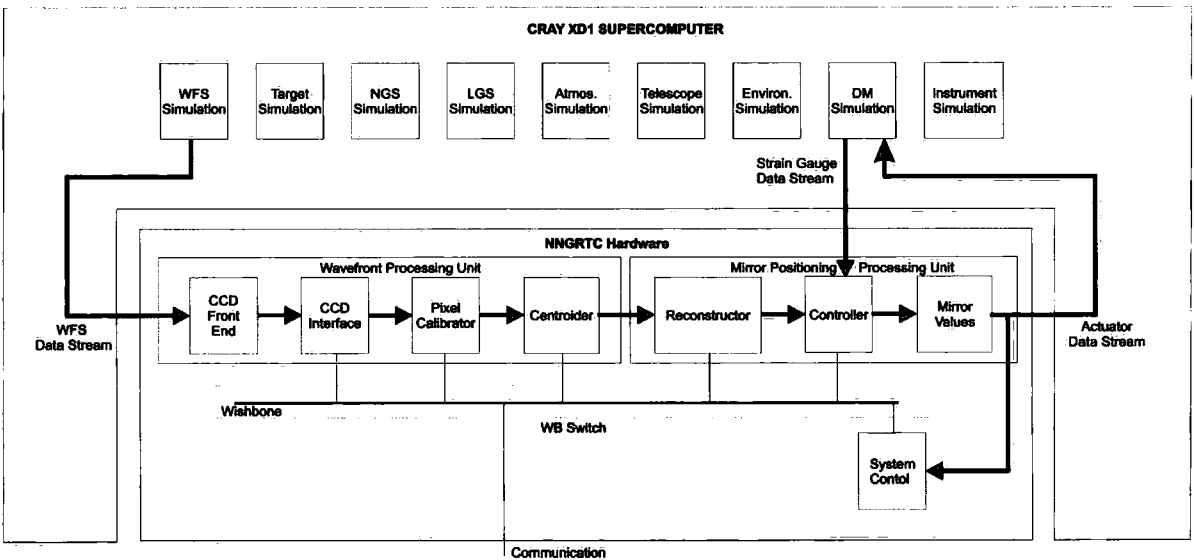 CRAY XD1 SUPERCOMPUTER
WFS
Simulation
Target
Simulation
NGS
Simulation
LGS
Simulation
Atmos.
Simulation
Telescope
Simulation
Environ.
Simulation
DM
Simulation
Instrument
Simulation
Strain Gauge
Data Stream
NNGRTC Hardware
Wavefront Processing Unit
Mirror Positioning Processing Unit
CCD
Front
End
CCD
Interface
Pixel
Calibrator
Centroider
Reconstructor
Controller
Mirror
Values
WFS
Data Stream
Actuator
Data Stream
Wishbone
WB Switch
System
Contol
Communication